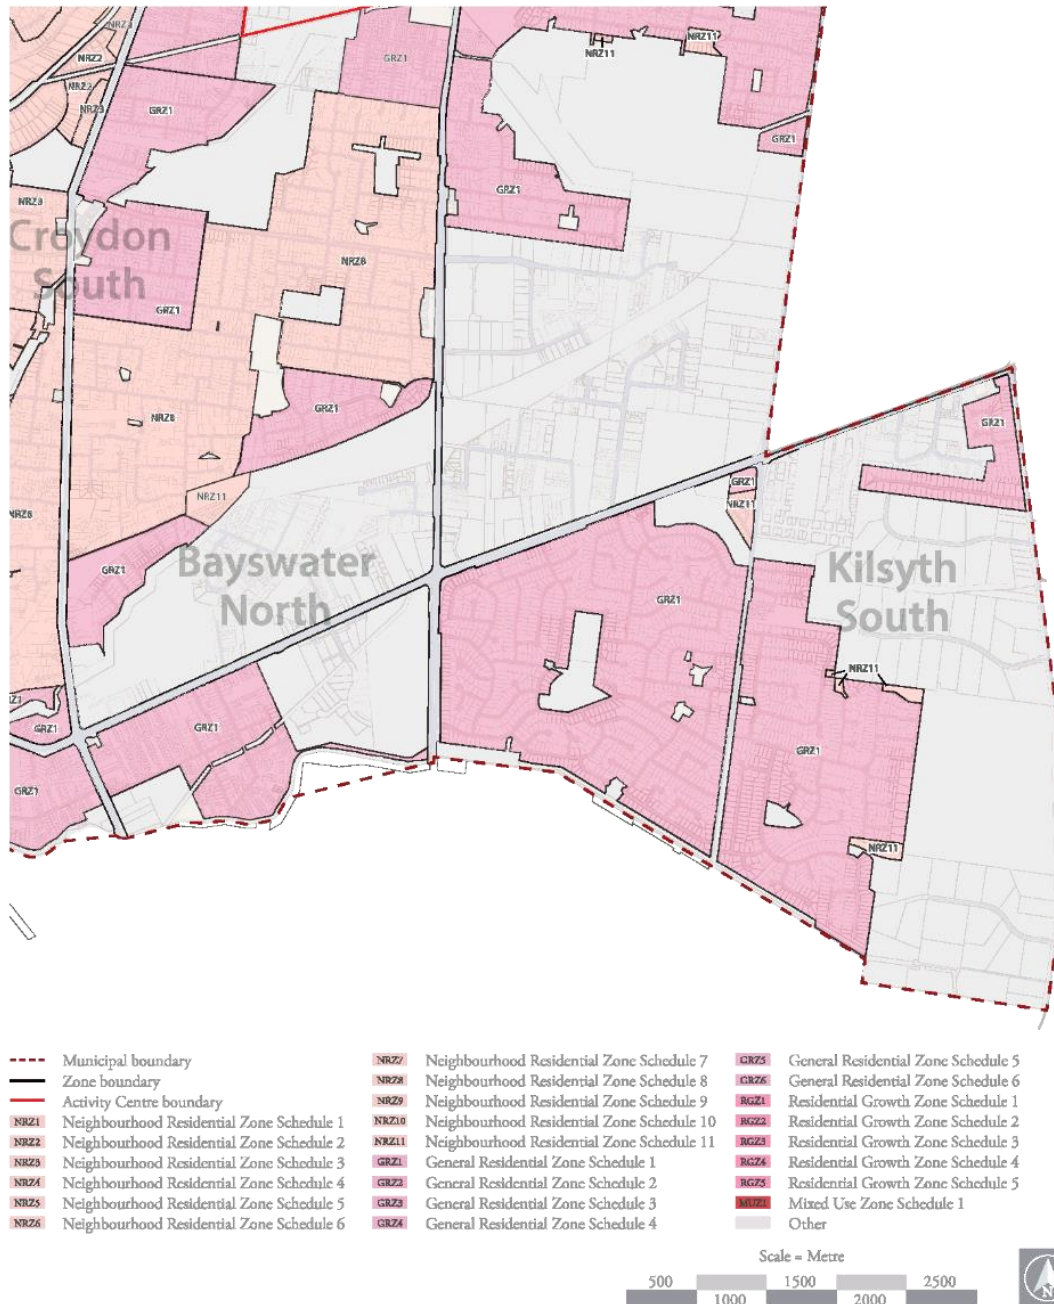 NRZ3
NRZ2
NRZ11
NRZ11
GRZ1
NRZ2
NRZ3
GRZ1
GRZ1
GRZ1
NRZ8
Croydon
South
NRZ8
GRZ1
GRZ1
GRZ1
NRZ8
GRZ1
NRZ11
GRZ1
NRZ11
NRZ8
Bayswater
North
GRZ1
Kilsyth
South
GRZ1
NRZ11
GRZ1
GRZ1
GRZ1
GRZ1
NRZ11
Municipal boundary
Zone boundary
Activity Centre boundary
NRZ1 Neighbourhood Residential Zone Schedule 1
NRZ2 Neighbourhood Residential Zone Schedule 2
NRZ3 Neighbourhood Residential Zone Schedule 3
NRZ4 Neighbourhood Residential Zone Schedule 4
NRZ5 Neighbourhood Residential Zone Schedule 5
NRZ6 Neighbourhood Residential Zone Schedule 6
NRZ7 Neighbourhood Residential Zone Schedule 7
NRZ8 Neighbourhood Residential Zone Schedule 8
NRZ9 Neighbourhood Residential Zone Schedule 9
NRZ10 Neighbourhood Residential Zone Schedule 10
NRZ11 Neighbourhood Residential Zone Schedule 11
GRZ1 General Residential Zone Schedule 1
GRZ2 General Residential Zone Schedule 2
GRZ3 General Residential Zone Schedule 3
GRZ4 General Residential Zone Schedule 4
GRZ5 General Residential Zone Schedule 5
GRZ6 General Residential Zone Schedule 6
RGZ1 Residential Growth Zone Schedule 1
RGZ2 Residential Growth Zone Schedule 2
RGZ3 Residential Growth Zone Schedule 3
RGZ4 Residential Growth Zone Schedule 4
RGZ5 Residential Growth Zone Schedule 5
MUZ1 Mixed Use Zone Schedule 1
Other
Scale = Metre
500 1500 2500
1000 2000
N